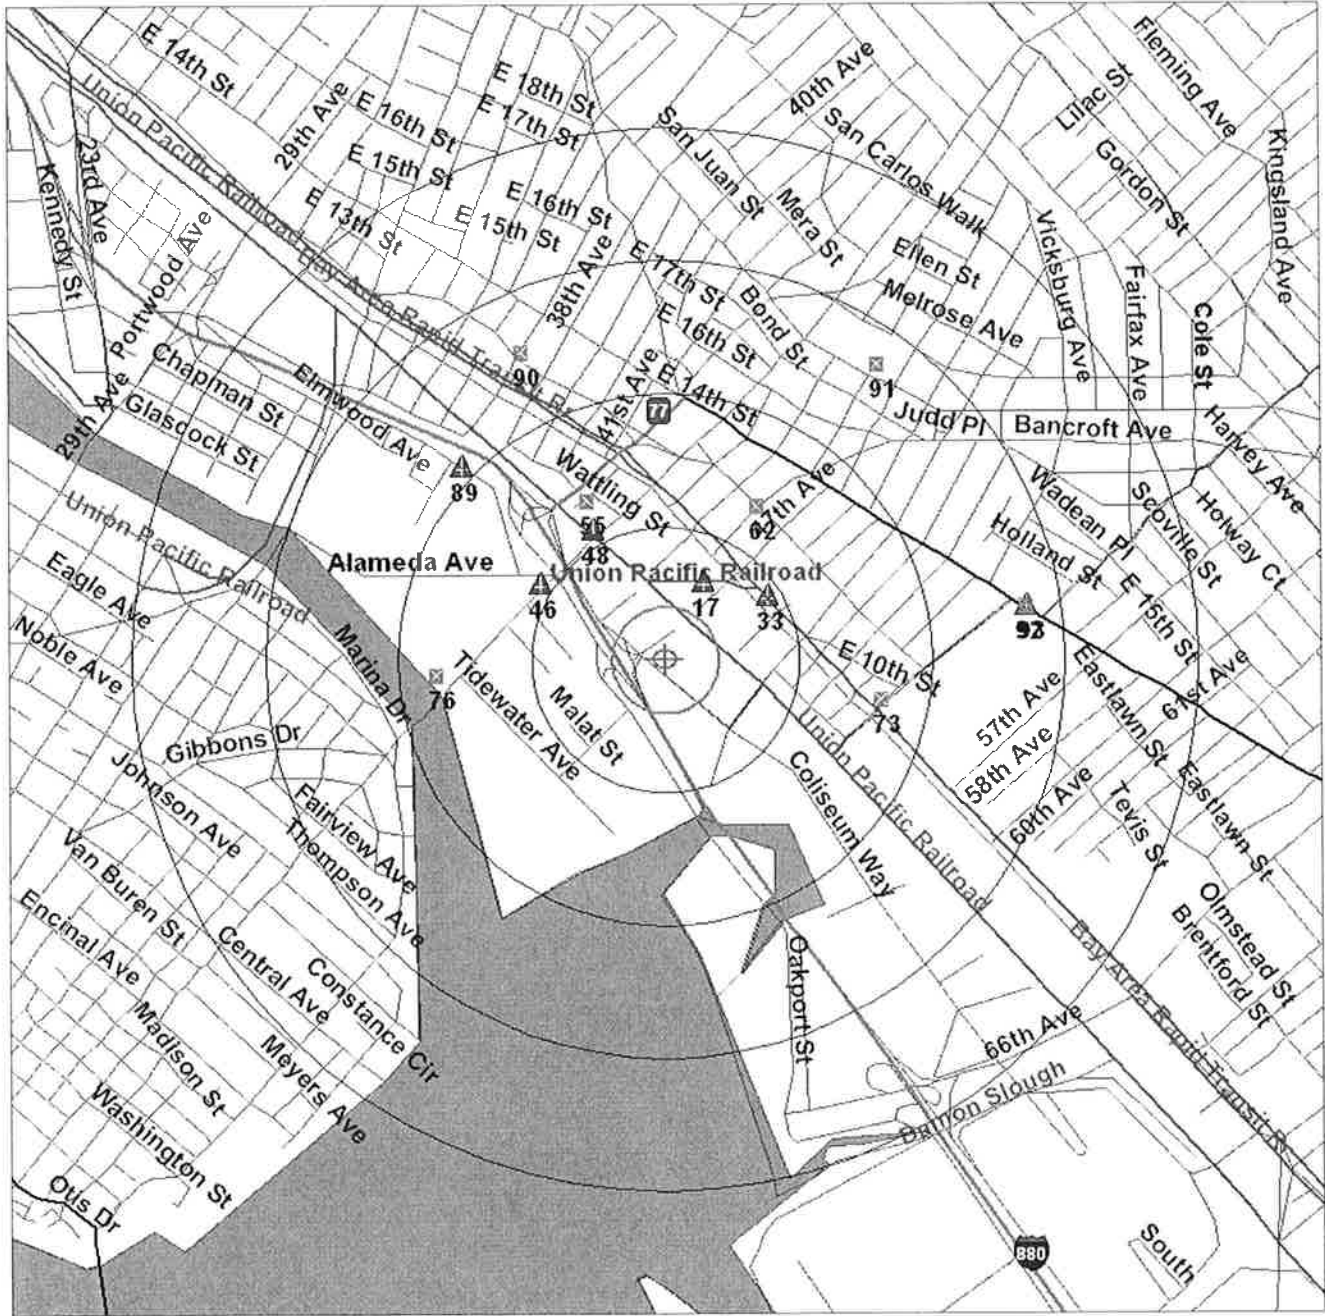 E 14th St
Union Pacific Railroad
29th Ave
E 18th St
E 17th St
E 16th St
E 15th St
E 13th St
E 16th St
E 15th St
38th Ave
San Juan St
40th Ave
San Carlos Walk
Mera St
Ellen St
Melrose Ave
Lilac St
Fleming Ave
Gordon St
Kingsland Ave
Kennedy St
23rd Ave
Portwood Ave
Bay Area Rapid Transit R
E 17th St
E 16th St
Bond St
Vicksburg Ave
Fairfax Ave
Cole St
29th Ave
Chapman St
Glascock St
Elmwood Ave
90
41st Ave
77
E 14th St
91
Judd Pl
Bancroft Ave
Harvey Ave
89
Wattling St
55
48
62
47th Ave
Wadean Pl
Scoville St
Holway Ct
Holland St
E 15th St
Union Pacific Railroad
Alameda Ave
Union Pacific Railroad
46
17
33
Eagle Ave
Noble Ave
Marina Dr
76
Tidewater Ave
Malat St
E 10th St
73
57th Ave
58th Ave
60th Ave
61st Ave
Eastlawn St
Eastlawn St
Tevis St
Gibbons Dr
Johnson Ave
Fairview Ave
Thompson Ave
Van Buren St
Encinal Ave
Central Ave
Constance Cir
Madison St
Meyers Ave
Washington St
Otis Dr
Coliseum Way
Union Pacific Railroad
Oakport St
66th Ave
Damon Slough
Bay Area Rapid Transit R
Olmstead St
Brentford St
880
South